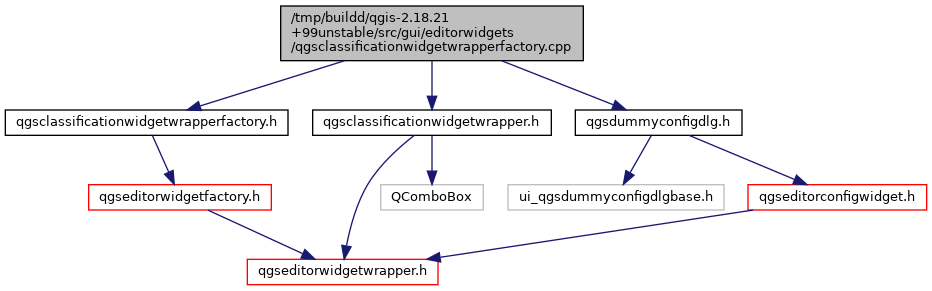 /tmp/buildd/qgis-2.18.21
+99unstable/src/gui/editorwidgets
/qgsclassificationwidgetwrapperfactory.cpp
qgsclassificationwidgetwrapperfactory.h
qgsclassificationwidgetwrapper.h
qgsdummyconfigdlg.h
qgseditorwidgetfactory.h
QComboBox
ui_qgsdummyconfigdlgbase.h
qgseditorconfigwidget.h
qgseditorwidgetwrapper.h